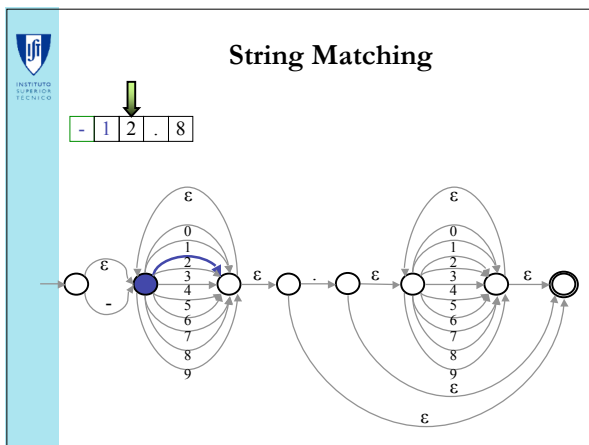 String Matching
INSTITUTO
SUPERIOR
TÉCNICO
- 1 2 . 8
ε ε
0 0
1 1
ε 2 ε . ε 2 ε
3 3
4 4
- 5 5
6 6
7 7
8 8
9 9
ε
ε